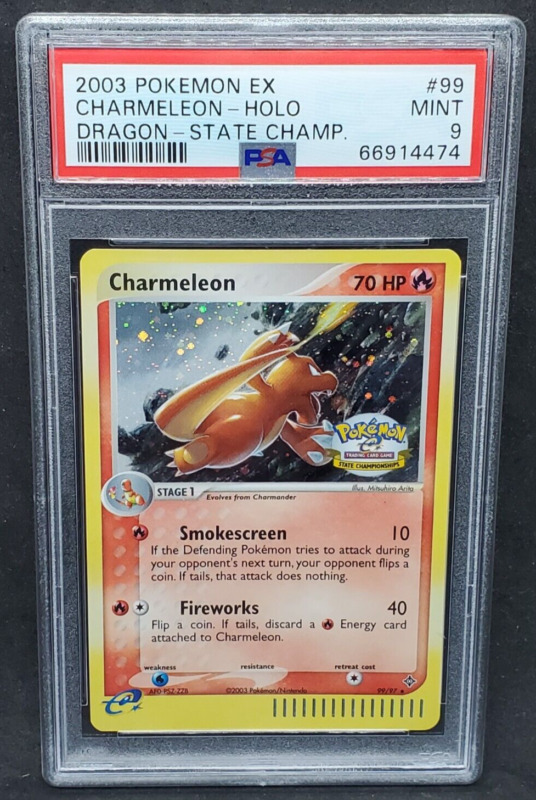 2003 POKEMON EX #99
CHARMELEON-HOLO MINT
DRAGON-STATE CHAMP. 9
PSA 66914474
Charmeleon 70 HP
POKéMON
e
TRADING CARD GAME
STATE CHAMPIONSHIPS
STAGE 1 Illus. Mitsuhiro Arita
Evolves from Charmander
Smokescreen 10
If the Defending Pokémon tries to attack during
your opponent's next turn, your opponent flips a
coin. If tails, that attack does nothing.
Fireworks 40
Flip a coin. If tails, discard a Energy card
attached to Charmeleon.
weakness resistance retreat cost
AFD-PSZ-ZZB ©2003 Pokémon/Nintendo 99/97 ★
e